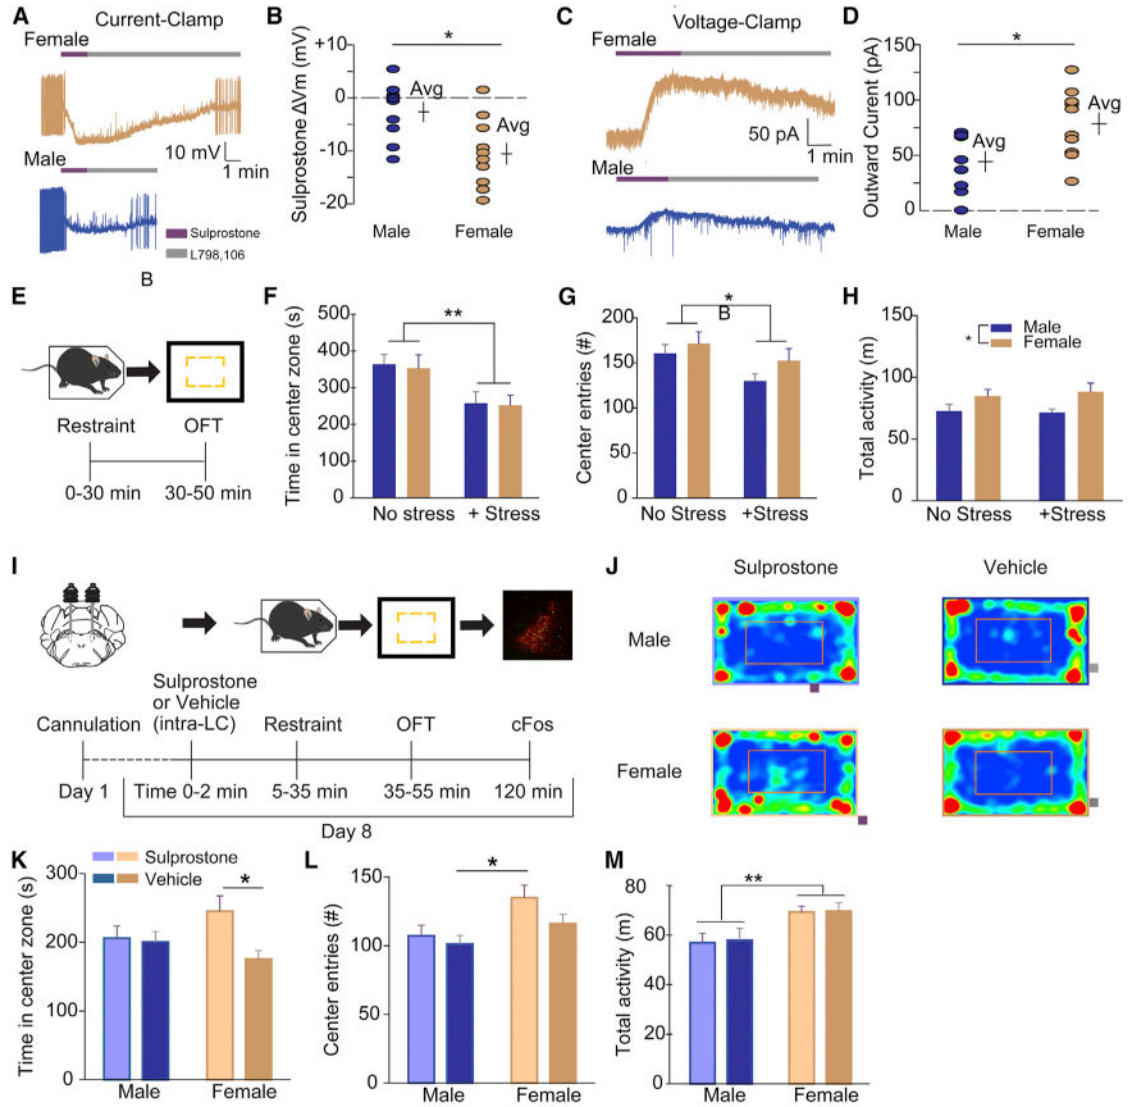 A
Current-Clamp
Female
10 mV
1 min
Male
Sulprostone
L798,106
B
B
Sulprostone ΔVm (mV)
+10
0
-10
-20
*
Avg
Avg
Male
Female
C
Voltage-Clamp
Female
50 pA
1 min
Male
D
Outward Curent (pA)
150
100
50
0
*
Avg
Avg
Male
Female
E
Restraint
OFT
0-30 min
30-50 min
F
Time in center zone (s)
500
400
300
200
100
0
**
No stress
+ Stress
G
Center entries (#)
200
150
100
50
0
*
B
No Stress
+Stress
H
Total activity (m)
150
100
50
0
*
Male
Female
No Stress
+Stress
I
Sulprostone
or Vehicle
(intra-LC)
Cannulation
Restraint
OFT
cFos
Day 1
Time 0-2 min
5-35 min
35-55 min
120 min
Day 8
J
Sulprostone
Vehicle
Male
Female
K
Sulprostone
Vehicle
Time in center zone (s)
300
200
100
0
*
Male
Female
L
Center entries (#)
150
100
50
0
*
Male
Female
M
Total activity (m)
80
60
40
20
0
**
Male
Female